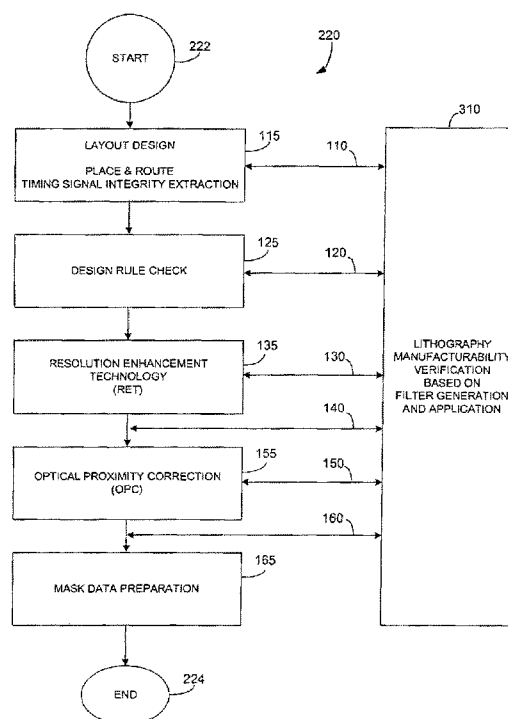 222
START
220
310
LAYOUT DESIGN
PLACE & ROUTE
TIMING SIGNAL INTEGRITY EXTRACTION
115
110
125
DESIGN RULE CHECK
120
135
RESOLUTION ENHANCEMENT
TECHNOLOGY
(RET)
130
140
LITHOGRAPHY
MANUFACTURABILITY
VERIFICATION
BASED ON
FILTER GENERATION
AND APPLICATION
155
OPTICAL PROXIMITY CORRECTION
(OPC)
150
160
165
MASK DATA PREPARATION
END
224